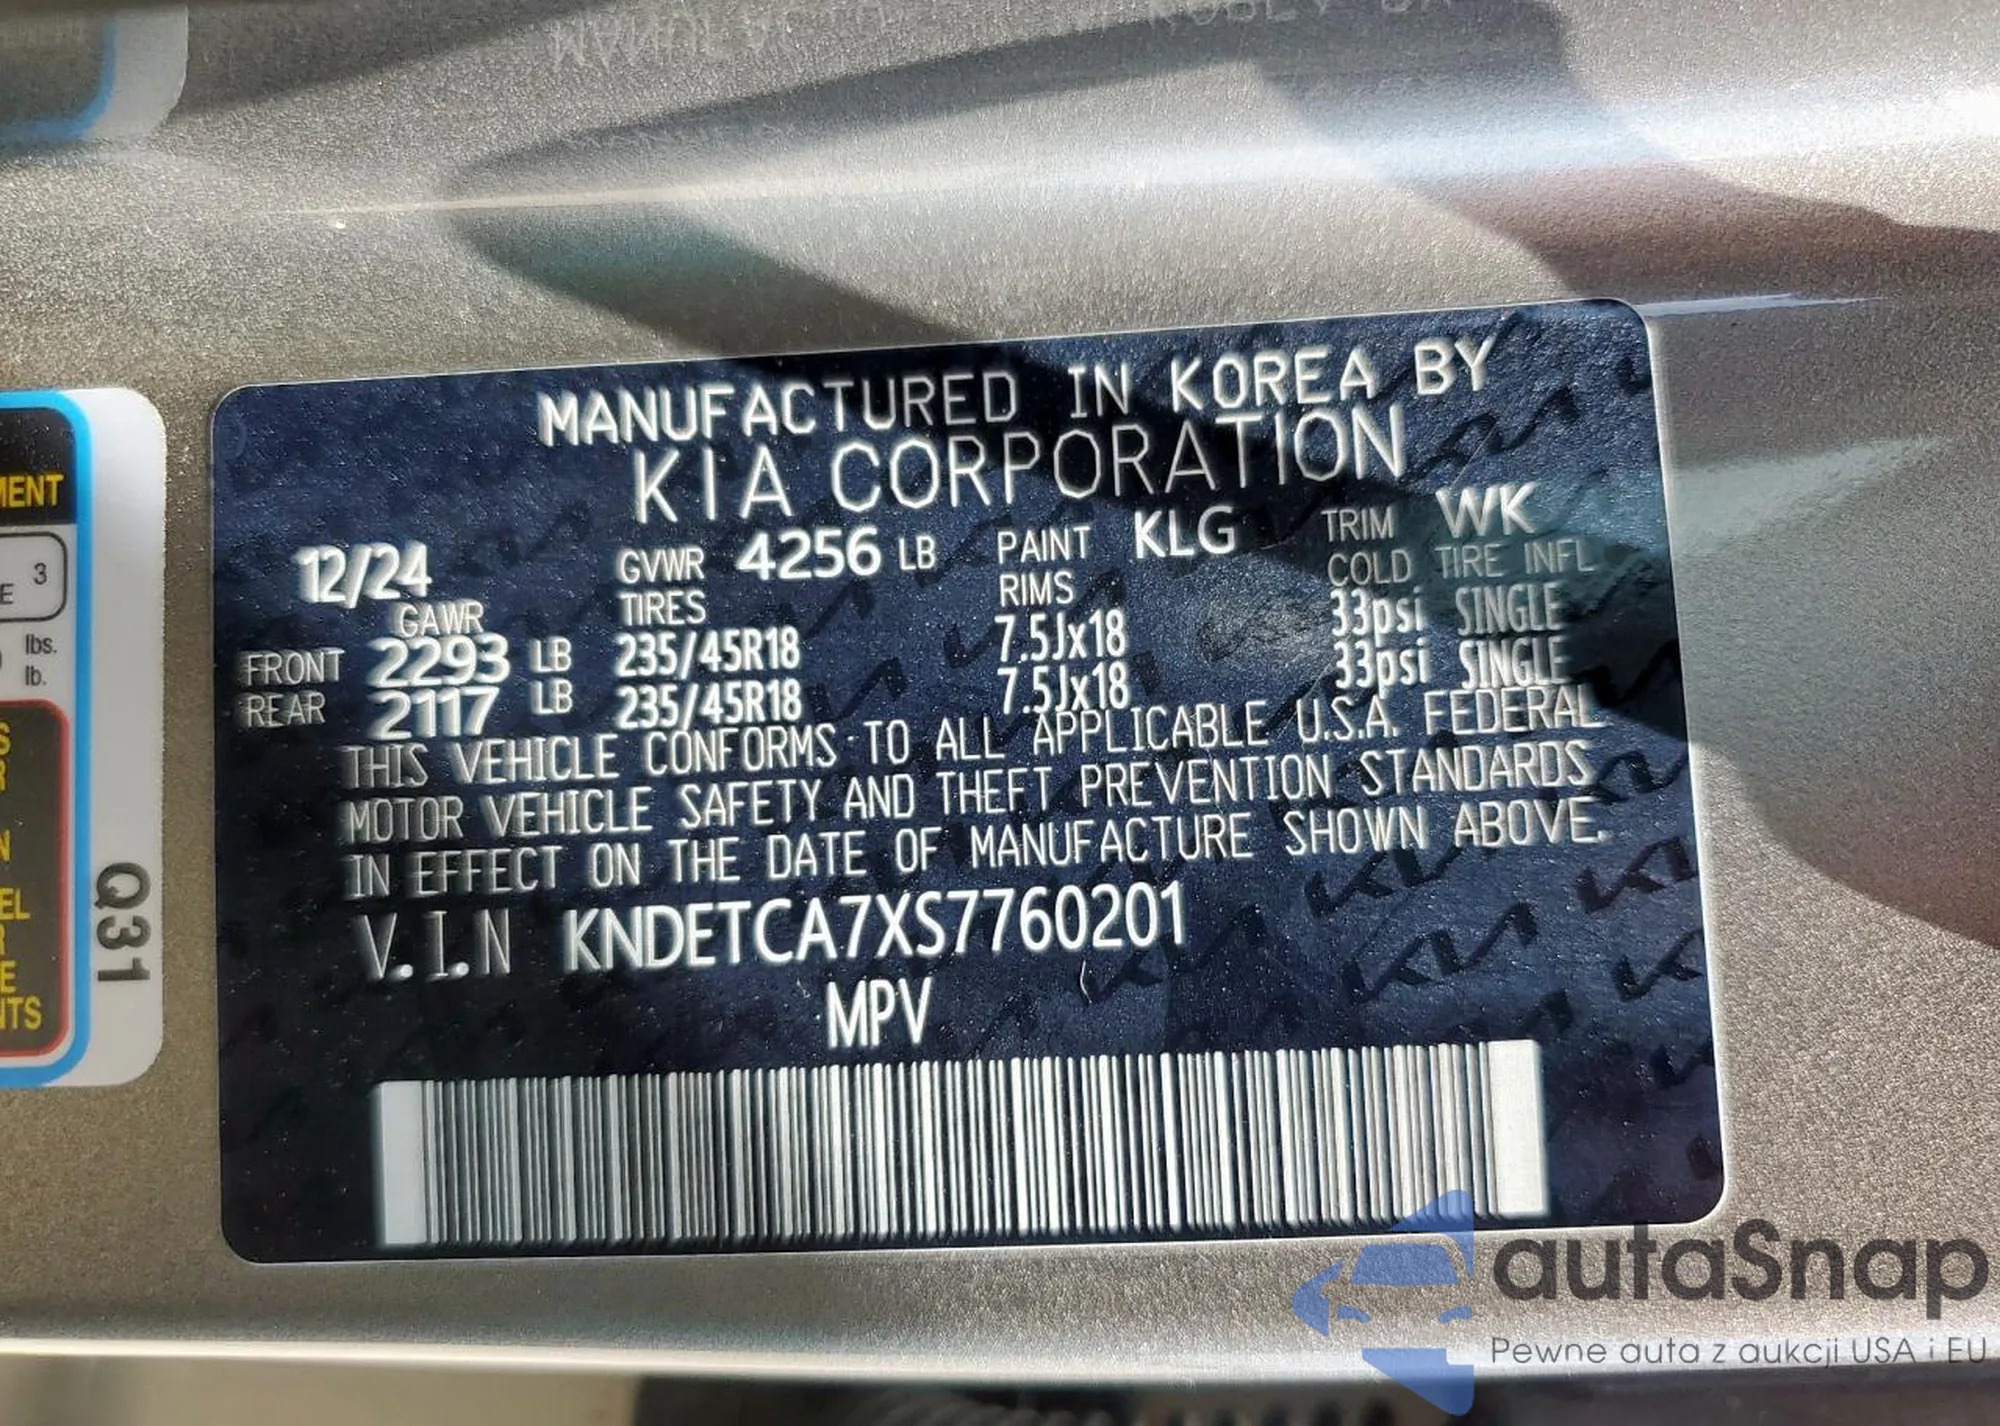 MANUFACTURED IN KOREA BY
KIA CORPORATION
12/24 GVWR 4256 LB PAINT KLG TRIM WK
GAWR TIRES RIMS COLD TIRE INFL
FRONT 2293 LB 235/45R18 7.5Jx18 33psi SINGLE
REAR 2117 LB 235/45R18 7.5Jx18 33psi SINGLE
THIS VEHICLE CONFORMS TO ALL APPLICABLE U.S.A. FEDERAL
MOTOR VEHICLE SAFETY AND THEFT PREVENTION STANDARDS
IN EFFECT ON THE DATE OF MANUFACTURE SHOWN ABOVE.
V.I.N KNDETCA7XS7760201
MPV
3
lbs.
lb.
Q31
autaSnap
Pewne auta z aukcji USA i EU